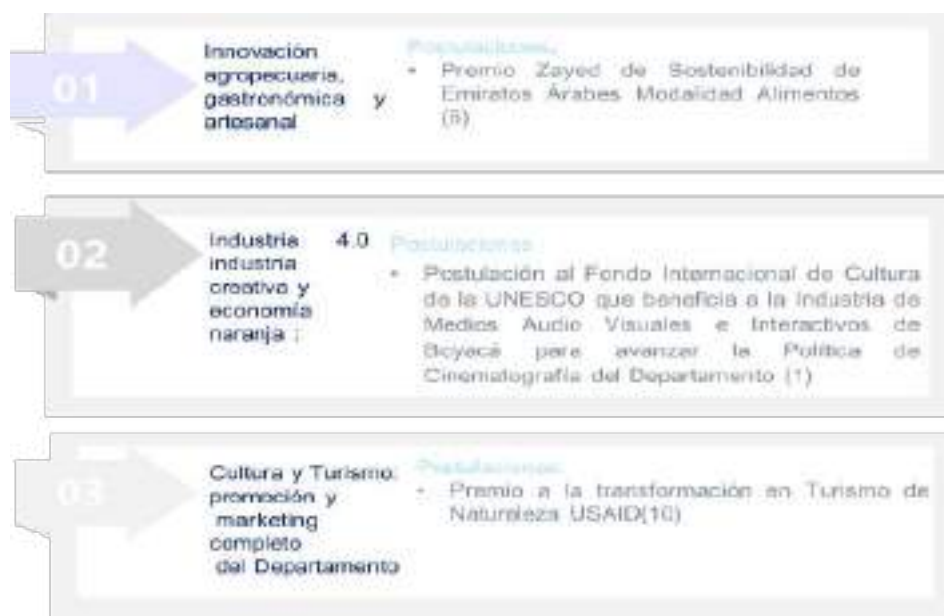 01
Innovación
agropecuaria,
gastronómica y
artesanal
Postulaciones:
• Premio Zayed de Sostenibilidad de
Emiratos Árabes Modalidad Alimentos
(5)
02
Industria 4.0
industria
creativa y
economía
naranja :
Postulaciones:
• Postulación al Fondo Internacional de Cultura
de la UNESCO que beneficia a la Industria de
Medios Audio Visuales e Interactivos de
Boyacá para avanzar la Política de
Cinematografía del Departamento (1)
03
Cultura y Turismo:
promoción y
marketing
completo
del Departamento
Postulaciones:
• Premio a la transformación en Turismo de
Naturaleza USAID(10)